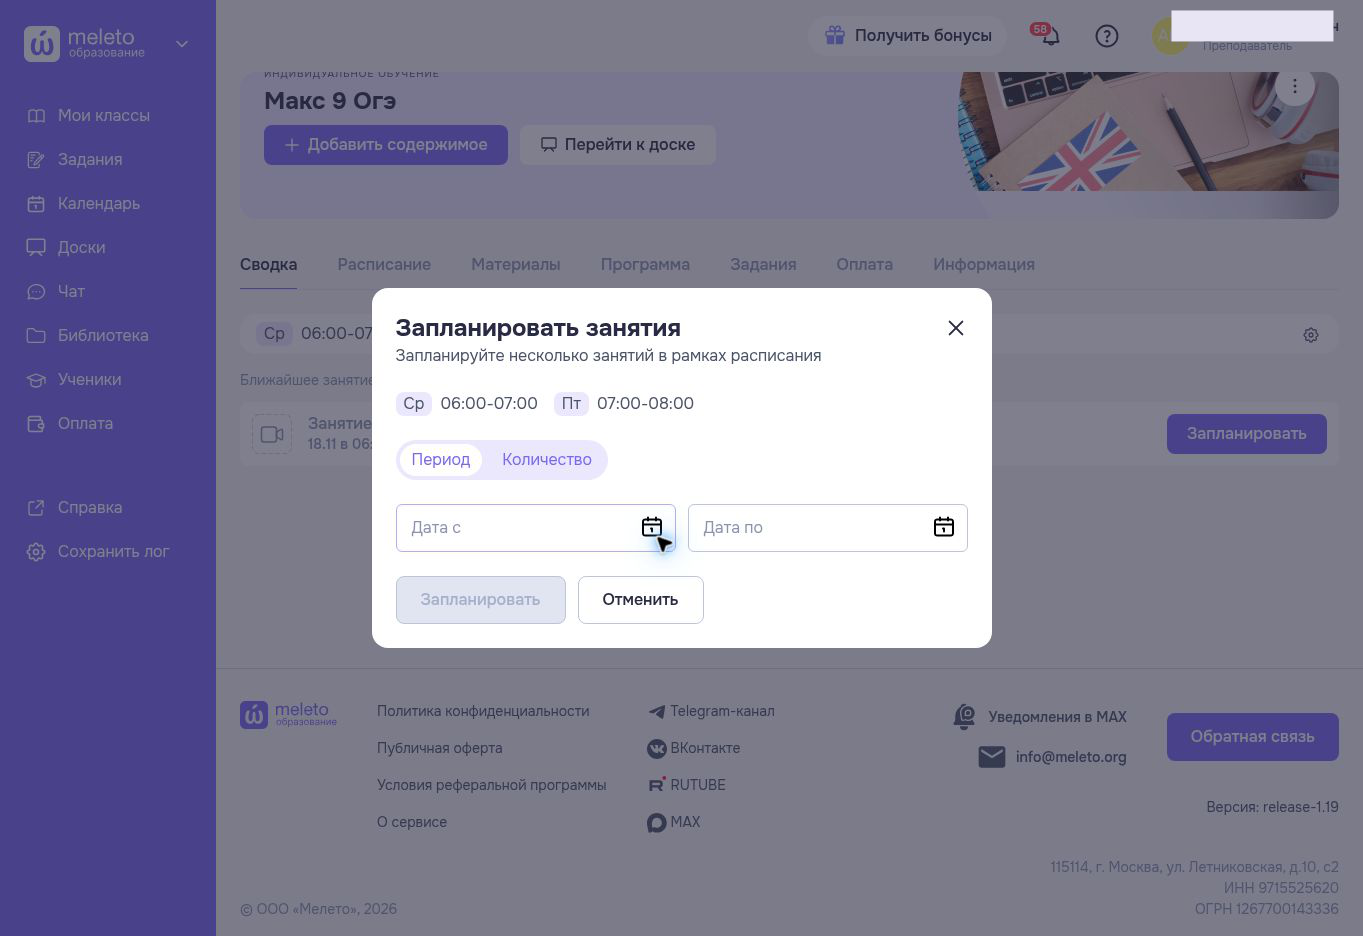 meleto
образование
Мои классы
Задания
Календарь
Доски
Чат
Библиотека
Ученики
Оплата
Справка
Сохранить лог
Получить бонусы
58
Преподаватель
ИНДИВИДУАЛЬНОЕ ОБУЧЕНИЕ
Макс 9 Огэ
Добавить содержимое
Перейти к доске
Сводка Расписание Материалы Программа Задания Оплата Информация
Ср 06:00-07
Ближайшее занятие
Занятие
18.11 в 06:
Запланировать
Запланировать занятия
Запланируйте несколько занятий в рамках расписания
Ср 06:00-07:00 Пт 07:00-08:00
Период Количество
Дата с
Дата по
Запланировать Отменить
meleto
образование
Политика конфиденциальности
Публичная оферта
Условия реферальной программы
О сервисе
Telegram-канал
ВКонтакте
RUTUBE
MAX
Уведомления в MAX
info@meleto.org
Обратная связь
Версия: release-1.19
115114, г. Москва, ул. Летниковская, д.10, с2
ИНН 9715525620
ОГРН 1267700143336
© ООО «Мелето», 2026